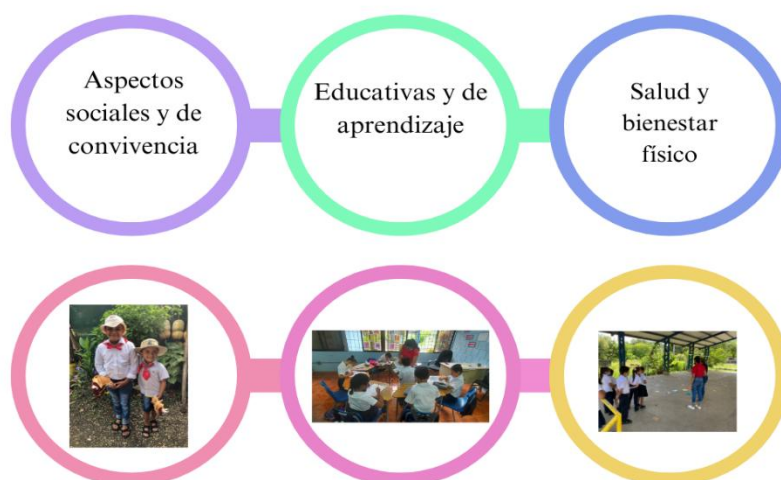 Aspectos
sociales y de
convivencia
Educativas y de
aprendizaje
Salud y
bienestar
físico